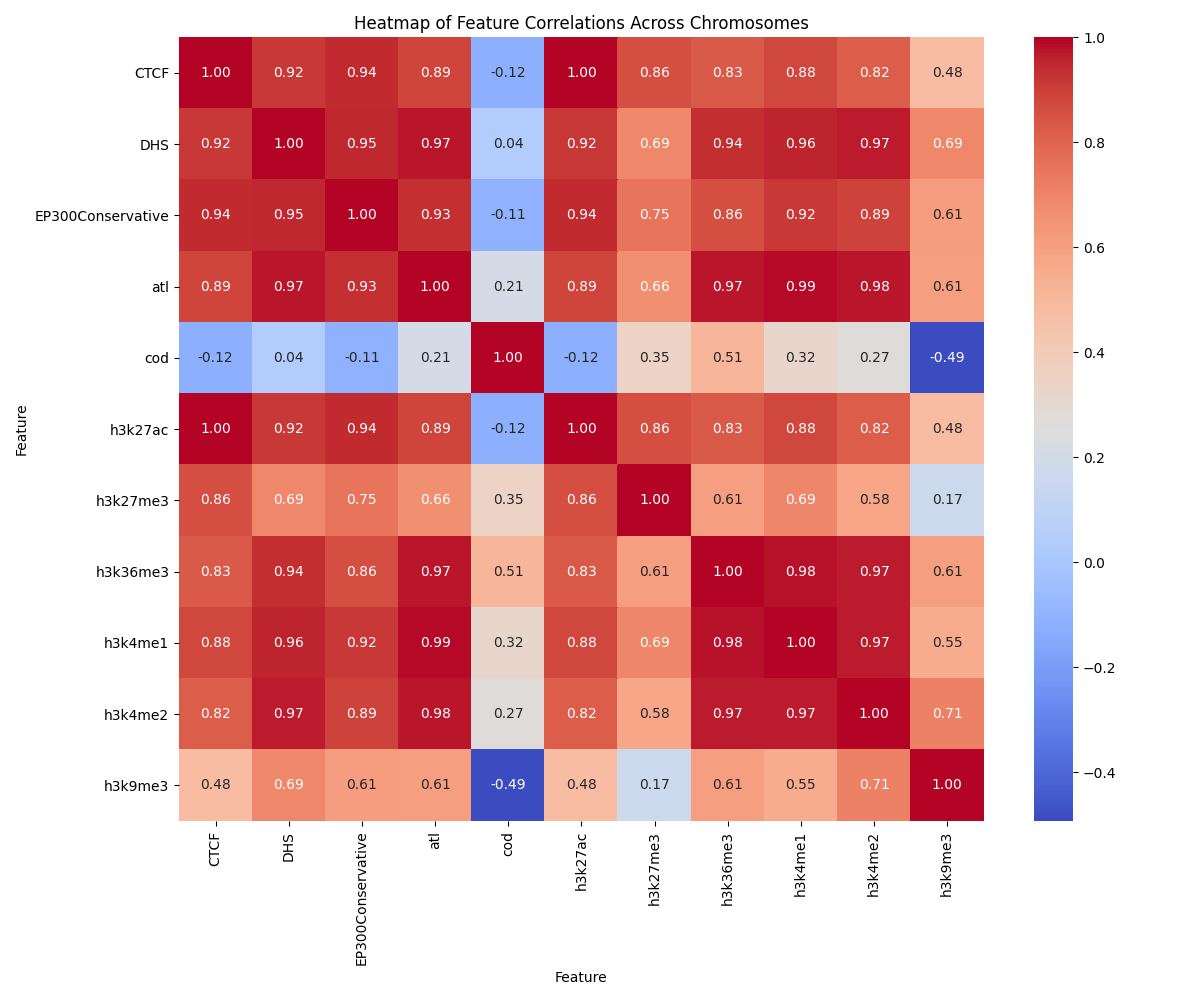 Heatmap of Feature Correlations Across Chromosomes
CTCF 1.00 0.92 0.94 0.89 -0.12 1.00 0.86 0.83 0.88 0.82 0.48
DHS 0.92 1.00 0.95 0.97 0.04 0.92 0.69 0.94 0.96 0.97 0.69
EP300Conservative 0.94 0.95 1.00 0.93 -0.11 0.94 0.75 0.86 0.92 0.89 0.61
atl 0.89 0.97 0.93 1.00 0.21 0.89 0.66 0.97 0.99 0.98 0.61
cod -0.12 0.04 -0.11 0.21 1.00 -0.12 0.35 0.51 0.32 0.27 -0.49
h3k27ac 1.00 0.92 0.94 0.89 -0.12 1.00 0.86 0.83 0.88 0.82 0.48
h3k27me3 0.86 0.69 0.75 0.66 0.35 0.86 1.00 0.61 0.69 0.58 0.17
h3k36me3 0.83 0.94 0.86 0.97 0.51 0.83 0.61 1.00 0.98 0.97 0.61
h3k4me1 0.88 0.96 0.92 0.99 0.32 0.88 0.69 0.98 1.00 0.97 0.55
h3k4me2 0.82 0.97 0.89 0.98 0.27 0.82 0.58 0.97 0.97 1.00 0.71
h3k9me3 0.48 0.69 0.61 0.61 -0.49 0.48 0.17 0.61 0.55 0.71 1.00
Feature
CTCF
DHS
EP300Conservative
atl
cod
h3k27ac
h3k27me3
h3k36me3
h3k4me1
h3k4me2
h3k9me3
Feature
1.0
0.8
0.6
0.4
0.2
0.0
−0.2
−0.4